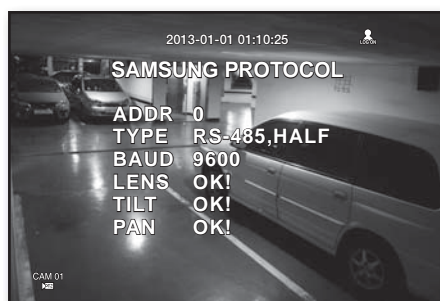 2013-01-01 01:10:25
LOG ON
SAMSUNG PROTOCOL
ADDR 0
TYPE RS-485,HALF
BAUD 9600
LENS OK!
TILT OK!
PAN OK!
CAM 01